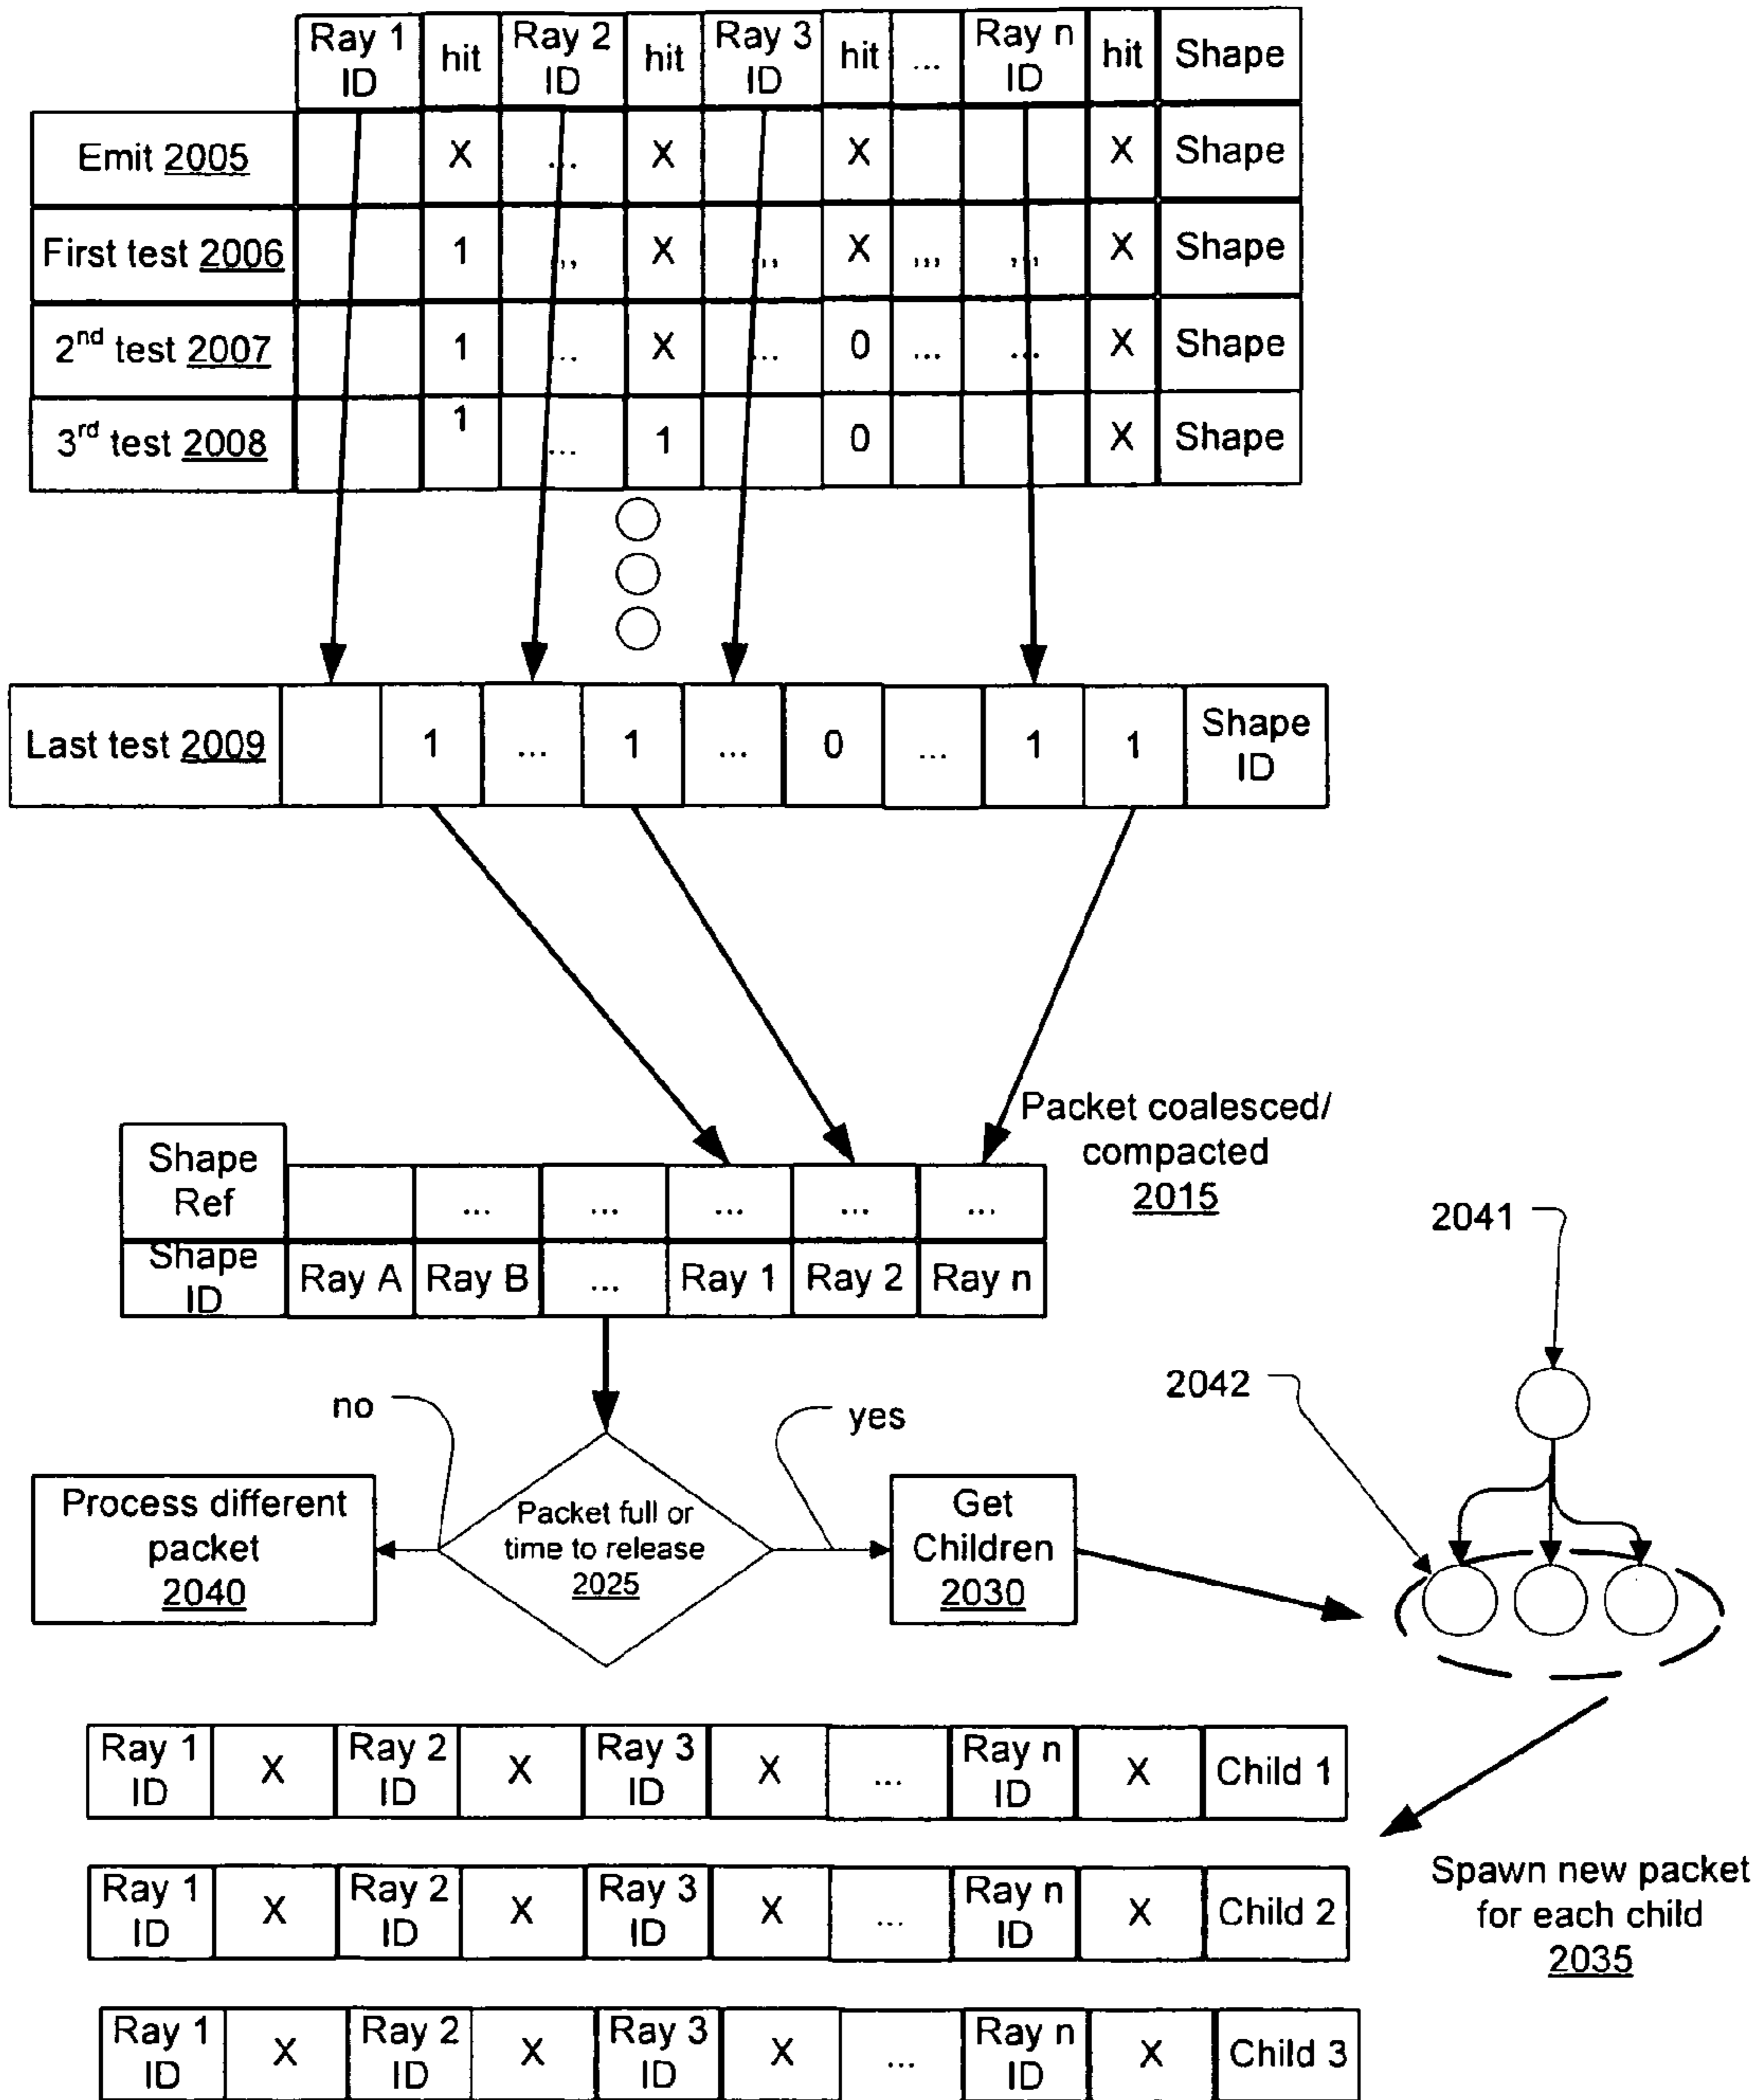 Ray 1 ID hit Ray 2 ID hit Ray 3 ID hit ... Ray n ID hit Shape
Emit 2005 X ... X X X Shape
First test 2006 1 ,, X ,, X ,,, ,,, X Shape
2nd test 2007 1 ... X ... 0 ... ... X Shape
3rd test 2008 1 ... 1 0 X Shape
Last test 2009 1 ... 1 ... 0 ... 1 1 Shape ID
Packet coalesced/
compacted
2015
Shape Ref ... ... ... ... ...
Shape ID Ray A Ray B ... Ray 1 Ray 2 Ray n
2041
2042
no
yes
Process different
packet
2040
Packet full or
time to release
2025
Get
Children
2030
Ray 1 ID X Ray 2 ID X Ray 3 ID X ... Ray n ID X Child 1
Ray 1 ID X Ray 2 ID X Ray 3 ID X ... Ray n ID X Child 2
Ray 1 ID X Ray 2 ID X Ray 3 ID X ... Ray n ID X Child 3
Spawn new packet
for each child
2035